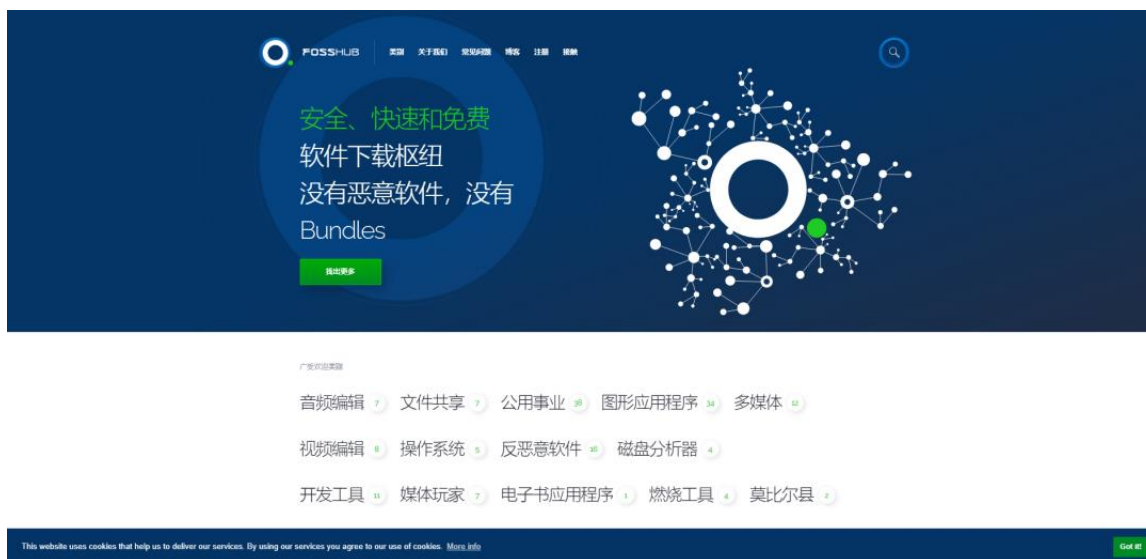 FOSSHUB 类别 关于我们 常见问题 博客 注册 接触
安全、快速和免费
软件下载枢纽
没有恶意软件，没有
Bundles
找出更多
广受欢迎类别
音频编辑 7 文件共享 7 公用事业 38 图形应用程序 34 多媒体 12
视频编辑 8 操作系统 5 反恶意软件 16 磁盘分析器 4
开发工具 11 媒体玩家 7 电子书应用程序 3 燃烧工具 4 莫比尔县 2
This website uses cookies that help us to deliver our services. By using our services you agree to our use of cookies. More info Got it!